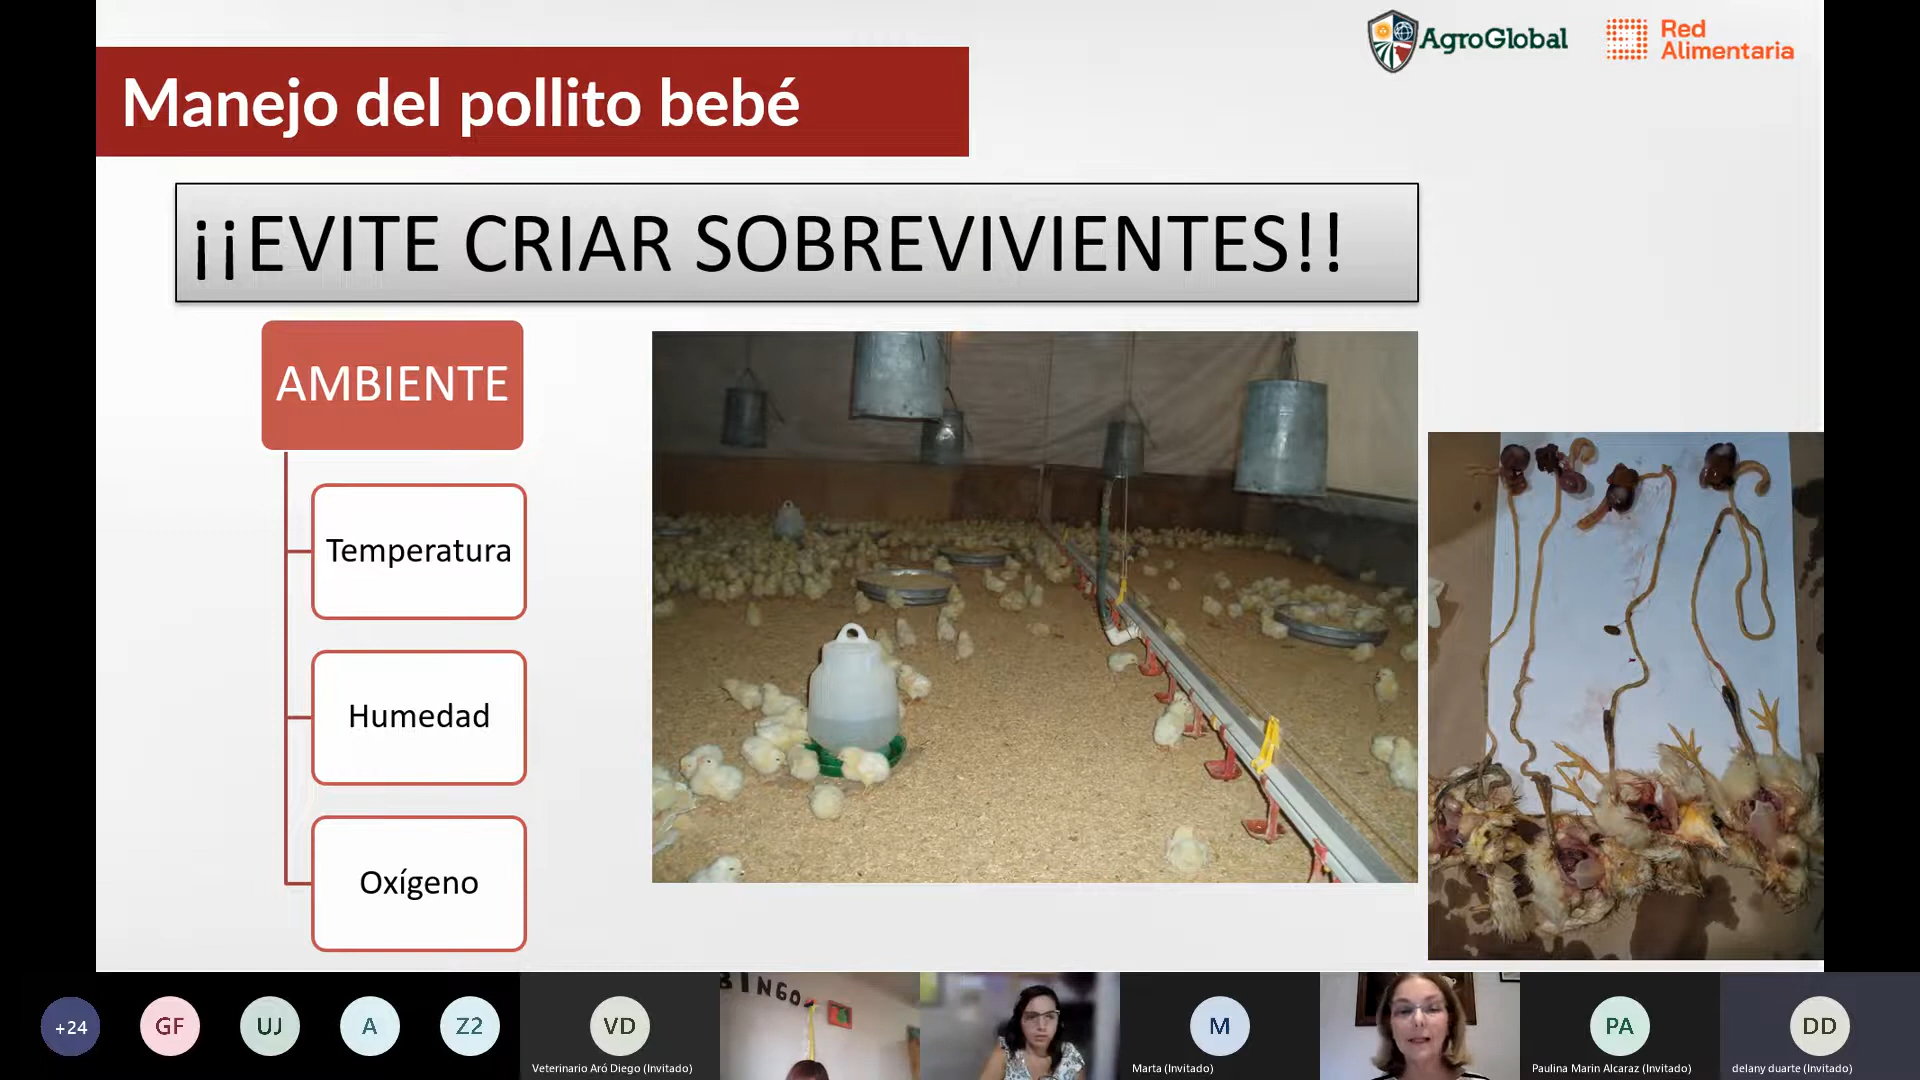 AgroGlobal
Red
Alimentaria
Manejo del pollito bebé
¡¡EVITE CRIAR SOBREVIVIENTES!!
AMBIENTE
Temperatura
Humedad
Oxígeno
+24
GF
UJ
A
Z2
VD
Veterinario Aró Diego (Invitado)
BINGO
M
Marta (Invitado)
PA
Paulina Marin Alcaraz (Invitado)
DD
delany duarte (Invitado)